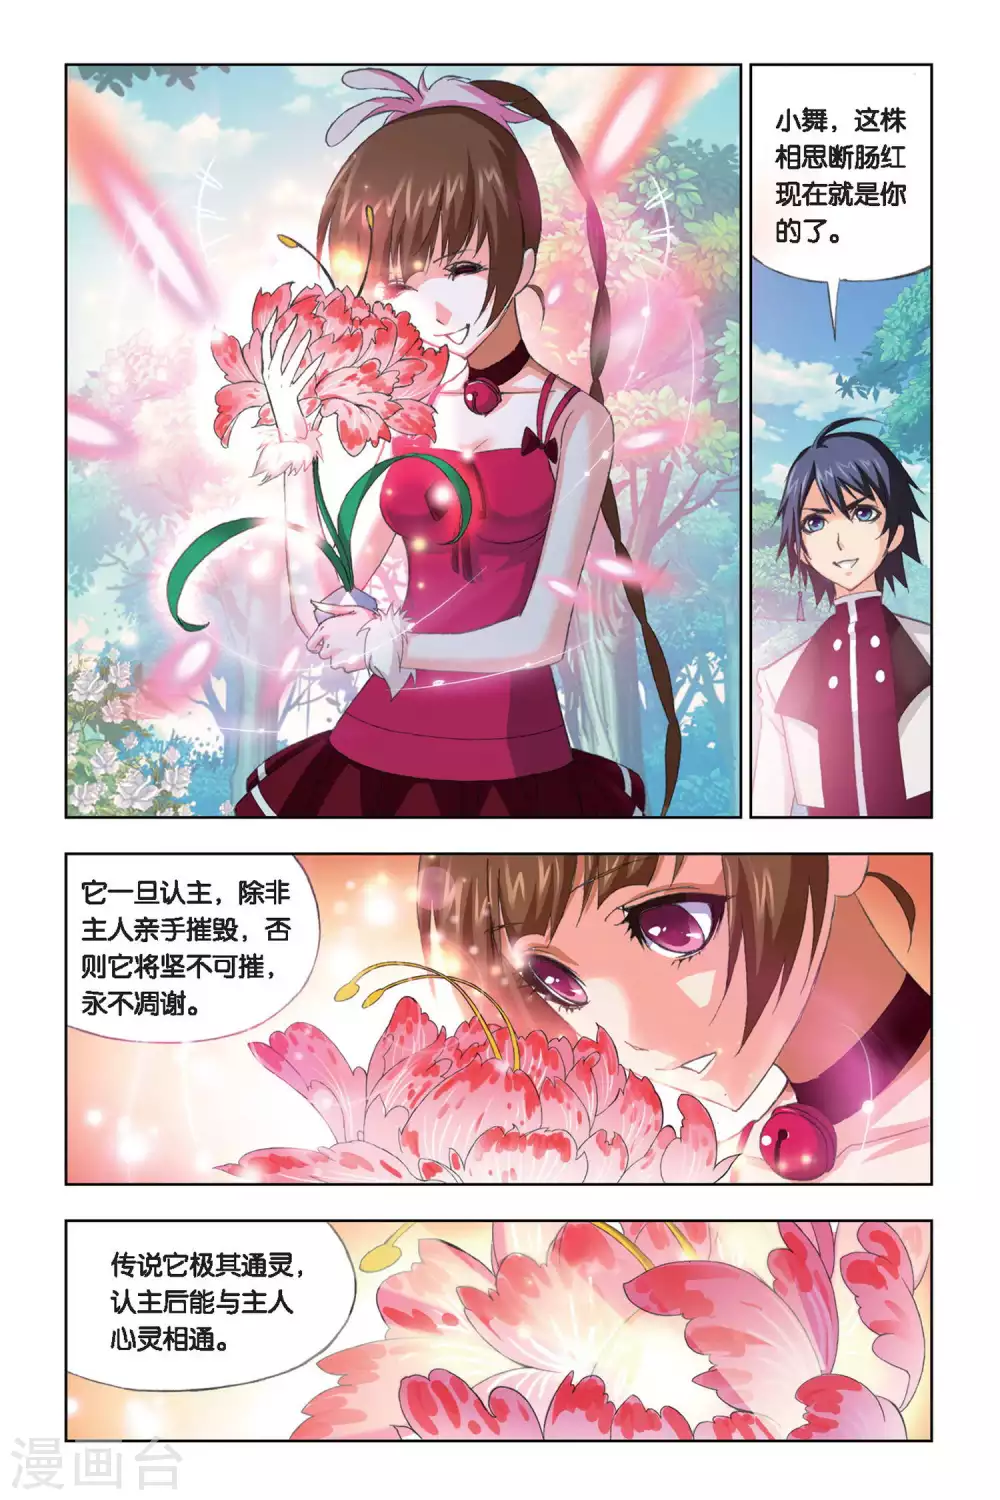 小舞，这株
相思断肠红
现在就是你
的了。
它一旦认主，除非
主人亲手摧毁，否
则它将坚不可摧，
永不凋谢。
传说它极其通灵，
认主后能与主人
心灵相通。
漫画台